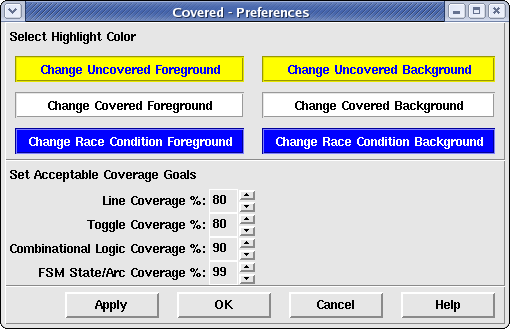 Covered - Preferences
Select Highlight Color
Change Uncovered Foreground Change Uncovered Background
Change Covered Foreground Change Covered Background
Change Race Condition Foreground Change Race Condition Background
Set Acceptable Coverage Goals
Line Coverage %: 80
Toggle Coverage %: 80
Combinational Logic Coverage %: 90
FSM State/Arc Coverage %: 99
Apply OK Cancel Help